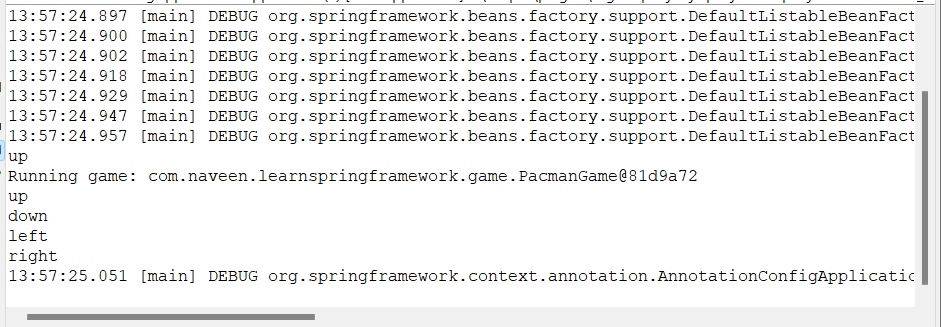 13:57:24.897 [main] DEBUG org.springframework.beans.factory.support.DefaultListableBeanFact
13:57:24.900 [main] DEBUG org.springframework.beans.factory.support.DefaultListableBeanFact
13:57:24.902 [main] DEBUG org.springframework.beans.factory.support.DefaultListableBeanFact
13:57:24.918 [main] DEBUG org.springframework.beans.factory.support.DefaultListableBeanFact
13:57:24.929 [main] DEBUG org.springframework.beans.factory.support.DefaultListableBeanFact
13:57:24.947 [main] DEBUG org.springframework.beans.factory.support.DefaultListableBeanFact
13:57:24.957 [main] DEBUG org.springframework.beans.factory.support.DefaultListableBeanFact
up
Running game: com.naveen.learnspringframework.game.PacmanGame@81d9a72
up
down
left
right
13:57:25.051 [main] DEBUG org.springframework.context.annotation.AnnotationConfigApplicatio